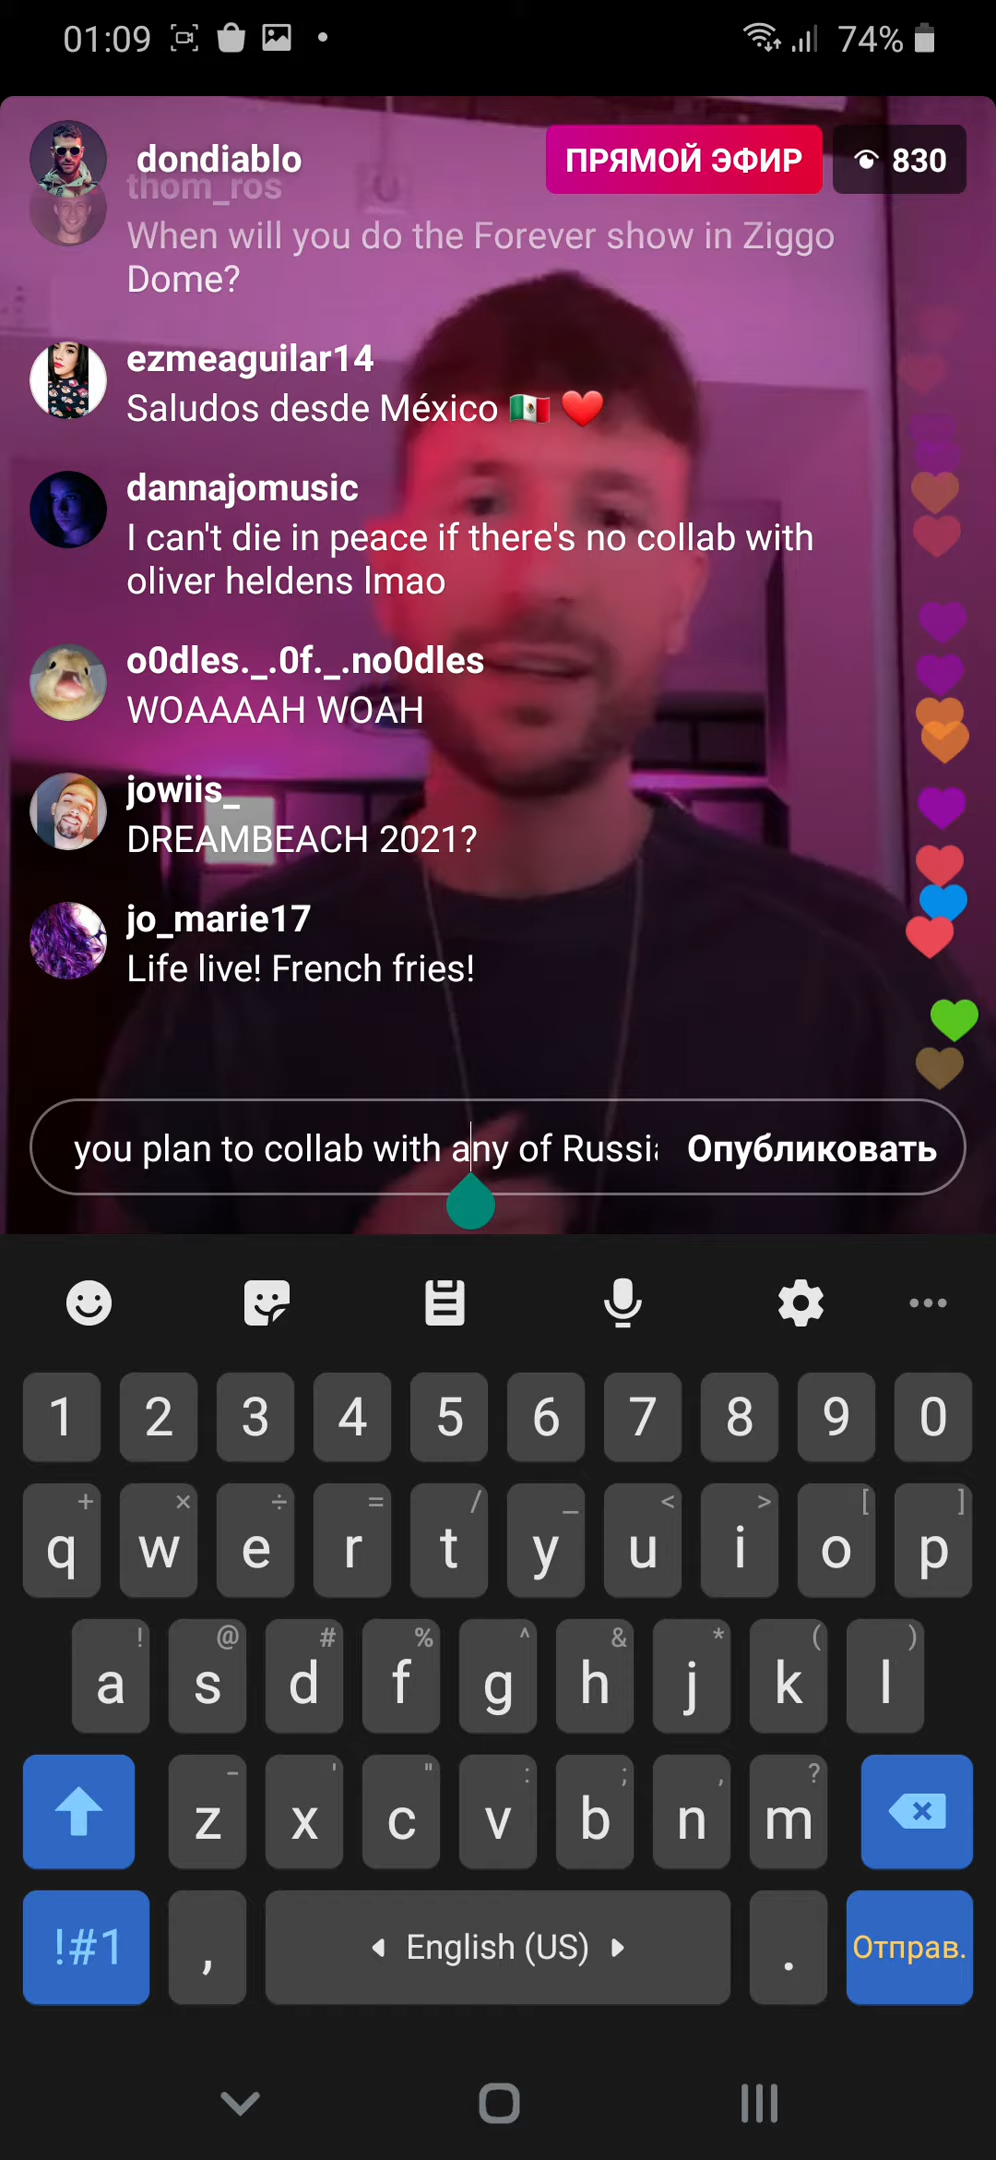 01:09
74%
dondiablo
ПРЯМОЙ ЭФИР
830
thom_ros
When will you do the Forever show in Ziggo
Dome?
ezmeaguilar14
Saludos desde México 🇲🇽 ❤️
dannajomusic
I can't die in peace if there's no collab with
oliver heldens lmao
o0dles._.0f._.no0dles
WOAAAAH WOAH
jowiis_
DREAMBEACH 2021?
jo_marie17
Life live! French fries!
you plan to collab with any of Russi
Опубликовать
1 2 3 4 5 6 7 8 9 0
+ × ÷ = / _ < > [ ]
q w e r t y u i o p
! @ # % ^ & * ( )
a s d f g h j k l
- ' " : ; , ?
z x c v b n m
!#1 , English (US) . Отправ.